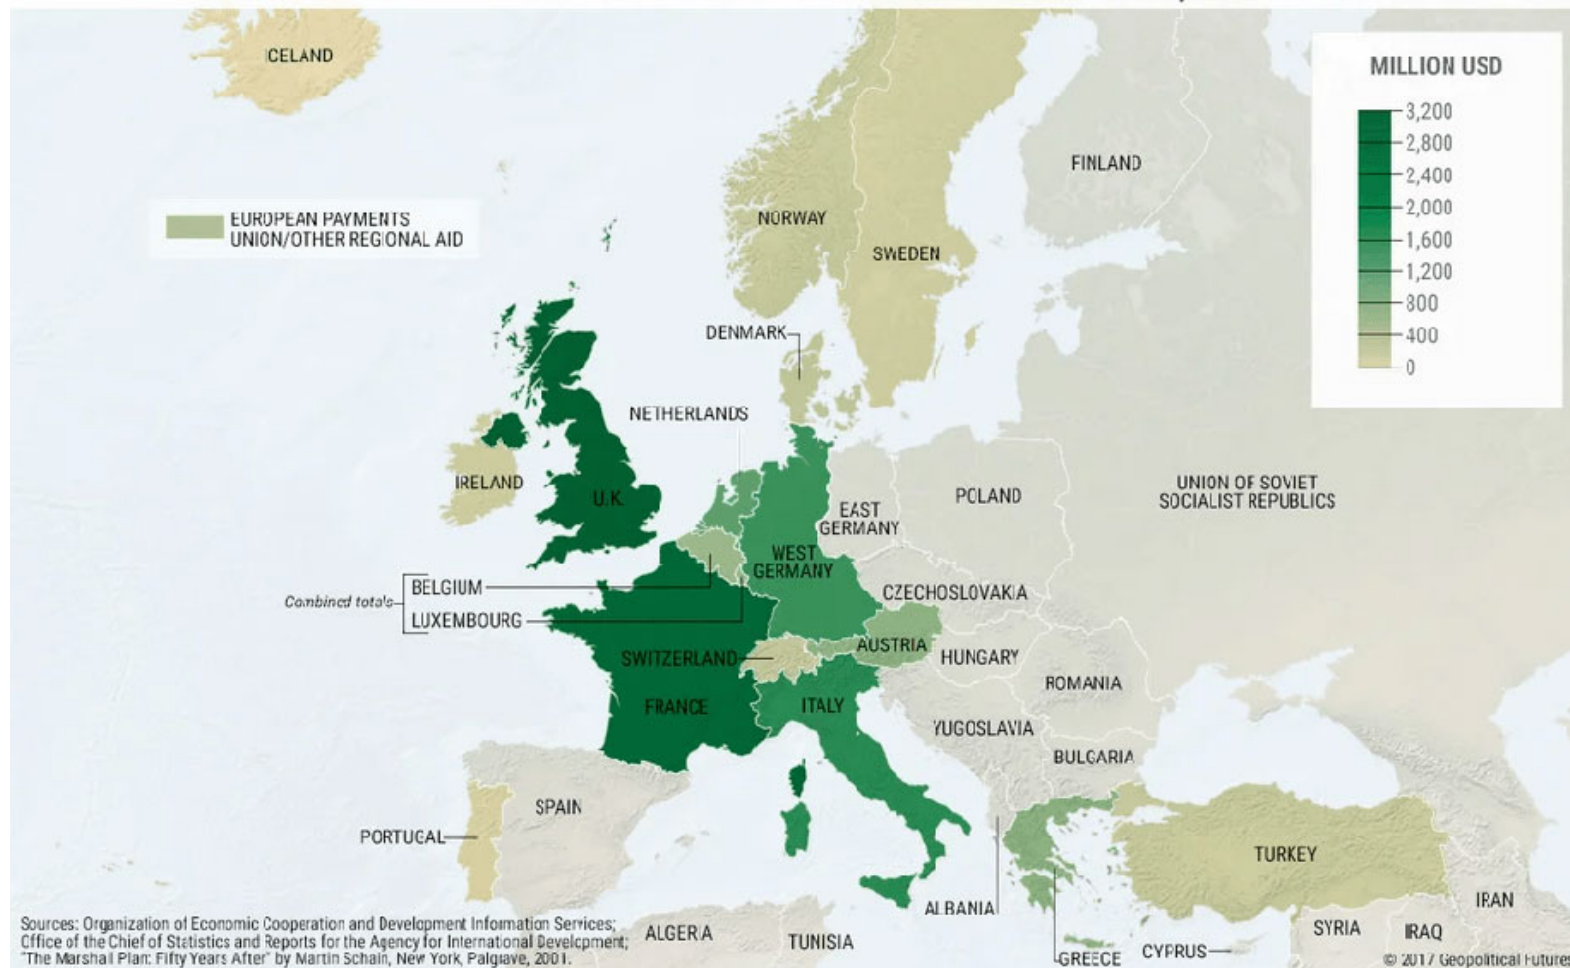 ICELAND
MILLION USD
3,200
2,800
2,400
2,000
1,600
1,200
800
400
0
FINLAND
EUROPEAN PAYMENTS
UNION/OTHER REGIONAL AID
NORWAY
SWEDEN
DENMARK
NETHERLANDS
IRELAND
U.K.
EAST
GERMANY
POLAND
UNION OF SOVIET
SOCIALIST REPUBLICS
WEST
GERMANY
Combined totals
BELGIUM
LUXEMBOURG
CZECHOSLOVAKIA
SWITZERLAND
AUSTRIA
HUNGARY
ROMANIA
FRANCE
ITALY
YUGOSLAVIA
BULGARIA
SPAIN
PORTUGAL
TURKEY
ALBANIA
IRAN
Sources: Organization of Economic Cooperation and Development Information Services;
Office of the Chief of Statistics and Reports for the Agency for International Development;
"The Marshall Plan: Fifty Years After" by Martin Schain, New York, Palgrave, 2001.
ALGERIA
TUNISIA
GREECE
CYPRUS
SYRIA
IRAQ
© 2017 Geopolitical Futures